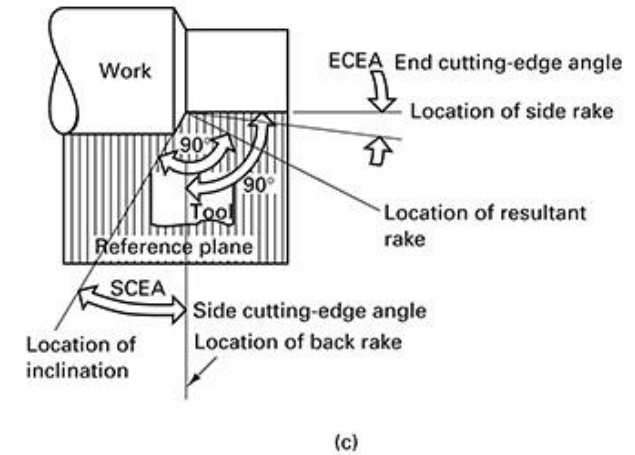 Work
ECEA End cutting-edge angle
Location of side rake
90°
90°
Tool
Location of resultant
rake
Reference plane
SCEA
Side cutting-edge angle
Location of back rake
Location of
inclination
(c)